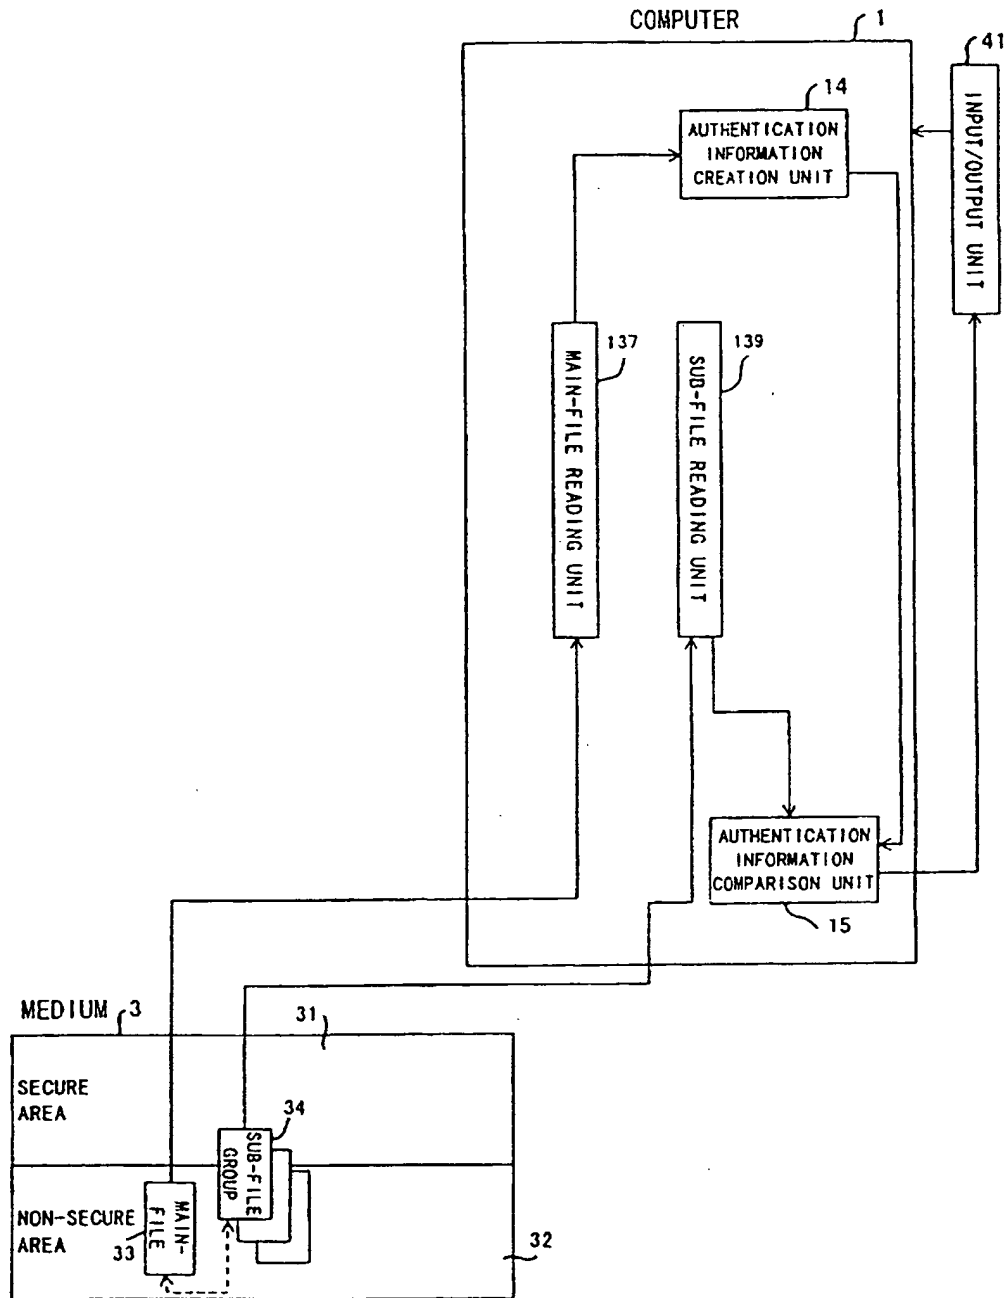 COMPUTER
1
41
14
AUTHENTICATION
INFORMATION
CREATION UNIT
INPUT/OUTPUT UNIT
137
MAIN-FILE READING UNIT
139
SUB-FILE READING UNIT
AUTHENTICATION
INFORMATION
COMPARISON UNIT
15
MEDIUM
3
31
SECURE
AREA
34
SUB-FILE
GROUP
NON-SECURE
AREA
33
MAIN-
FILE
32